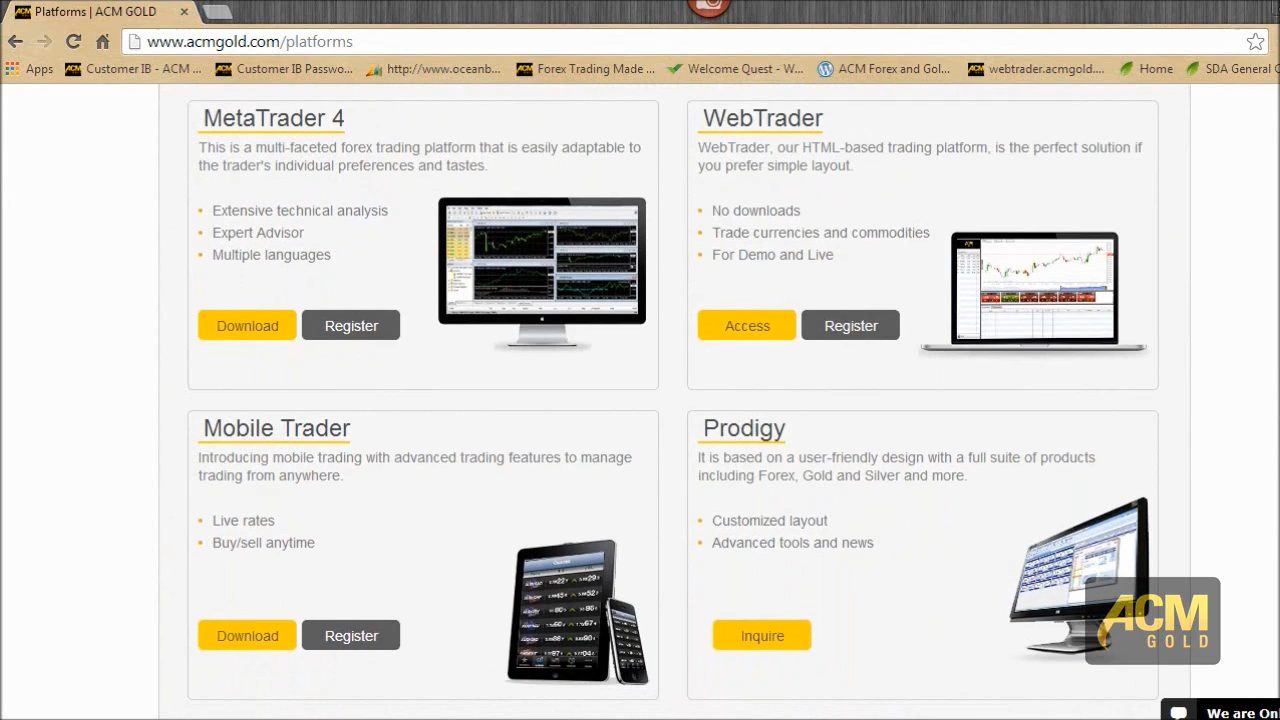 Platforms | ACM GOLD
www.acmgold.com/platforms
Apps
Customer IB - ACM ...
Customer IB Passwo...
http://www.oceanb...
Forex Trading Made ...
Welcome Quest - W...
ACM Forex and Gol...
webtrader.acmgold....
Home
SDL General C
MetaTrader 4
This is a multi-faceted forex trading platform that is easily adaptable to
the trader's individual preferences and tastes.
• Extensive technical analysis
• Expert Advisor
• Multiple languages
Download
Register
WebTrader
WebTrader, our HTML-based trading platform, is the perfect solution if
you prefer simple layout.
• No downloads
• Trade currencies and commodities
• For Demo and Live
Access
Register
Mobile Trader
Introducing mobile trading with advanced trading features to manage
trading from anywhere.
• Live rates
• Buy/sell anytime
Download
Register
Prodigy
It is based on a user-friendly design with a full suite of products
including Forex, Gold and Silver and more.
• Customized layout
• Advanced tools and news
Inquire
ACM
GOLD
We are On